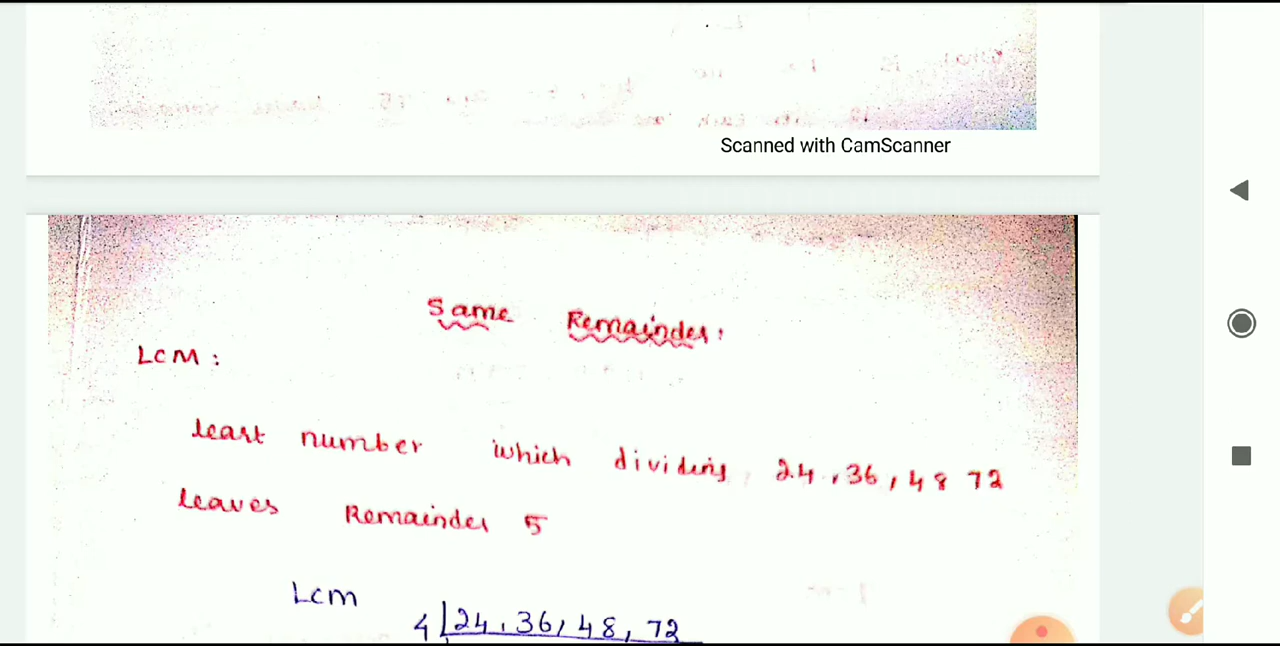 Scanned with CamScanner
Same Remainder:
LCM :
least number which dividing, 24, 36, 48 72
leaves Remainder 5
Lcm
4 24, 36, 48, 72